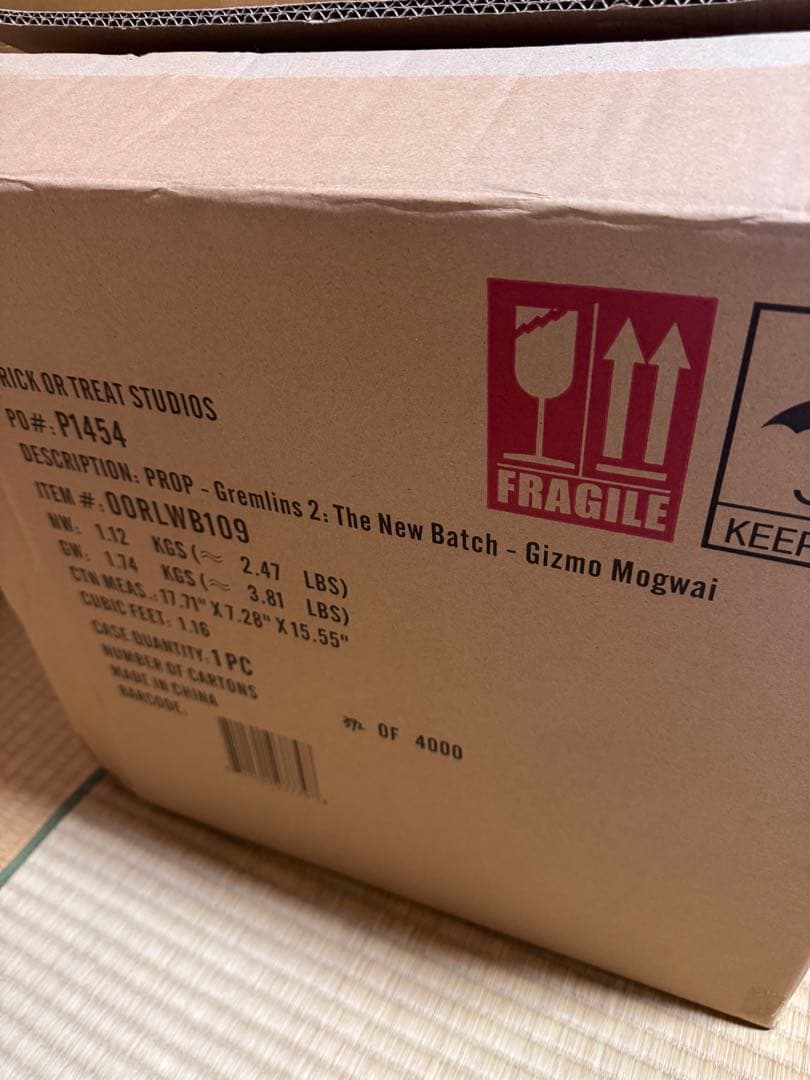 RICK OR TREAT STUDIOS
PO#: P1454
DESCRIPTION: PROP - Gremlins 2: The New Batch - Gizmo Mogwai
ITEM #: OORLWB109
NW: 1.12 KGS (≈ 2.47 LBS)
GW: 1.74 KGS (≈ 3.81 LBS)
CTN MEAS.: 17.71" X 7.28" X 15.55"
CUBIC FEET: 1.16
CASE QUANTITY: 1 PC
NUMBER OF CARTONS
OF 4000
MADE IN CHINA
BARCODE:
FRAGILE
KEEP